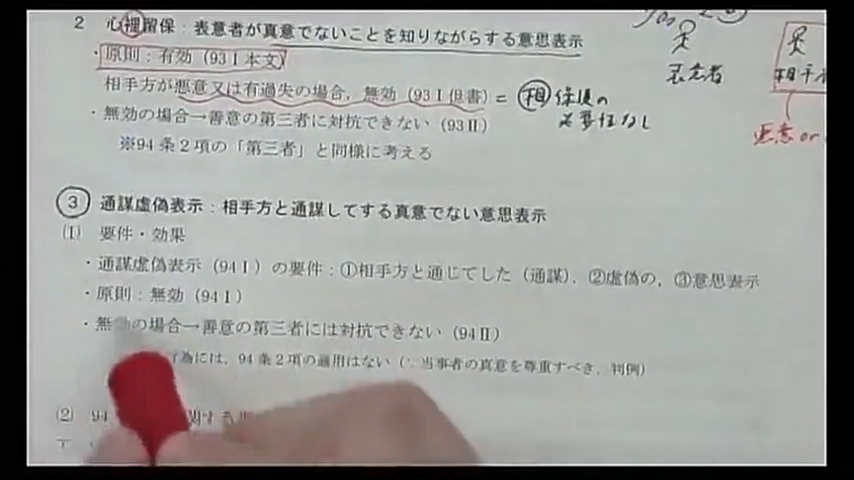 2 心裡留保：表意者が真意でないことを知りながらする意思表示
・原則：有効（93Ⅰ本文）
相手方が悪意又は有過失の場合，無効（93Ⅰ但書）= 相 保護の
必要性なし
・無効の場合→善意の第三者に対抗できない（93Ⅱ）
※94条2項の「第三者」と同様に考える
表意者
相手
悪意 or
③ 通謀虚偽表示：相手方と通謀してする真意でない意思表示
⑴ 要件・効果
・通謀虚偽表示（94Ⅰ）の要件：①相手方と通じてした（通謀），②虚偽の，③意思表示
・原則：無効（94Ⅰ）
・無効の場合→善意の第三者には対抗できない（94Ⅱ）
行為には，94条2項の適用はない（∵当事者の真意を尊重すべき，判例）
⑵ 94 関する